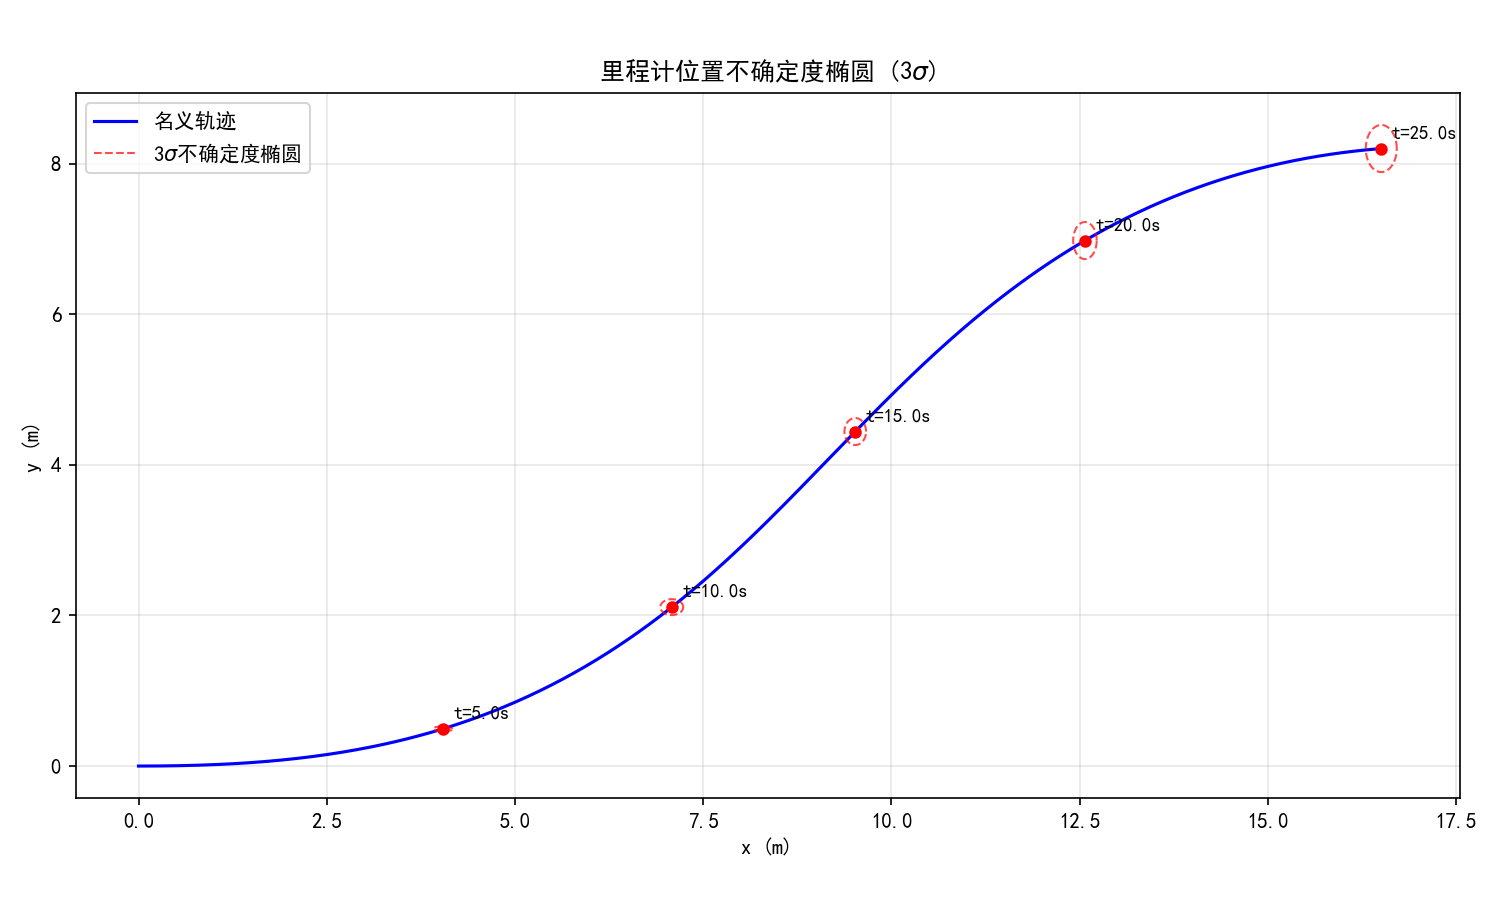 里程计位置不确定度椭圆 (3σ)
名义轨迹
3σ不确定度椭圆
t=25.0s
t=20.0s
t=15.0s
t=10.0s
t=5.0s
8
6
4
2
0
y (m)
0.0 2.5 5.0 7.5 10.0 12.5 15.0 17.5
x (m)